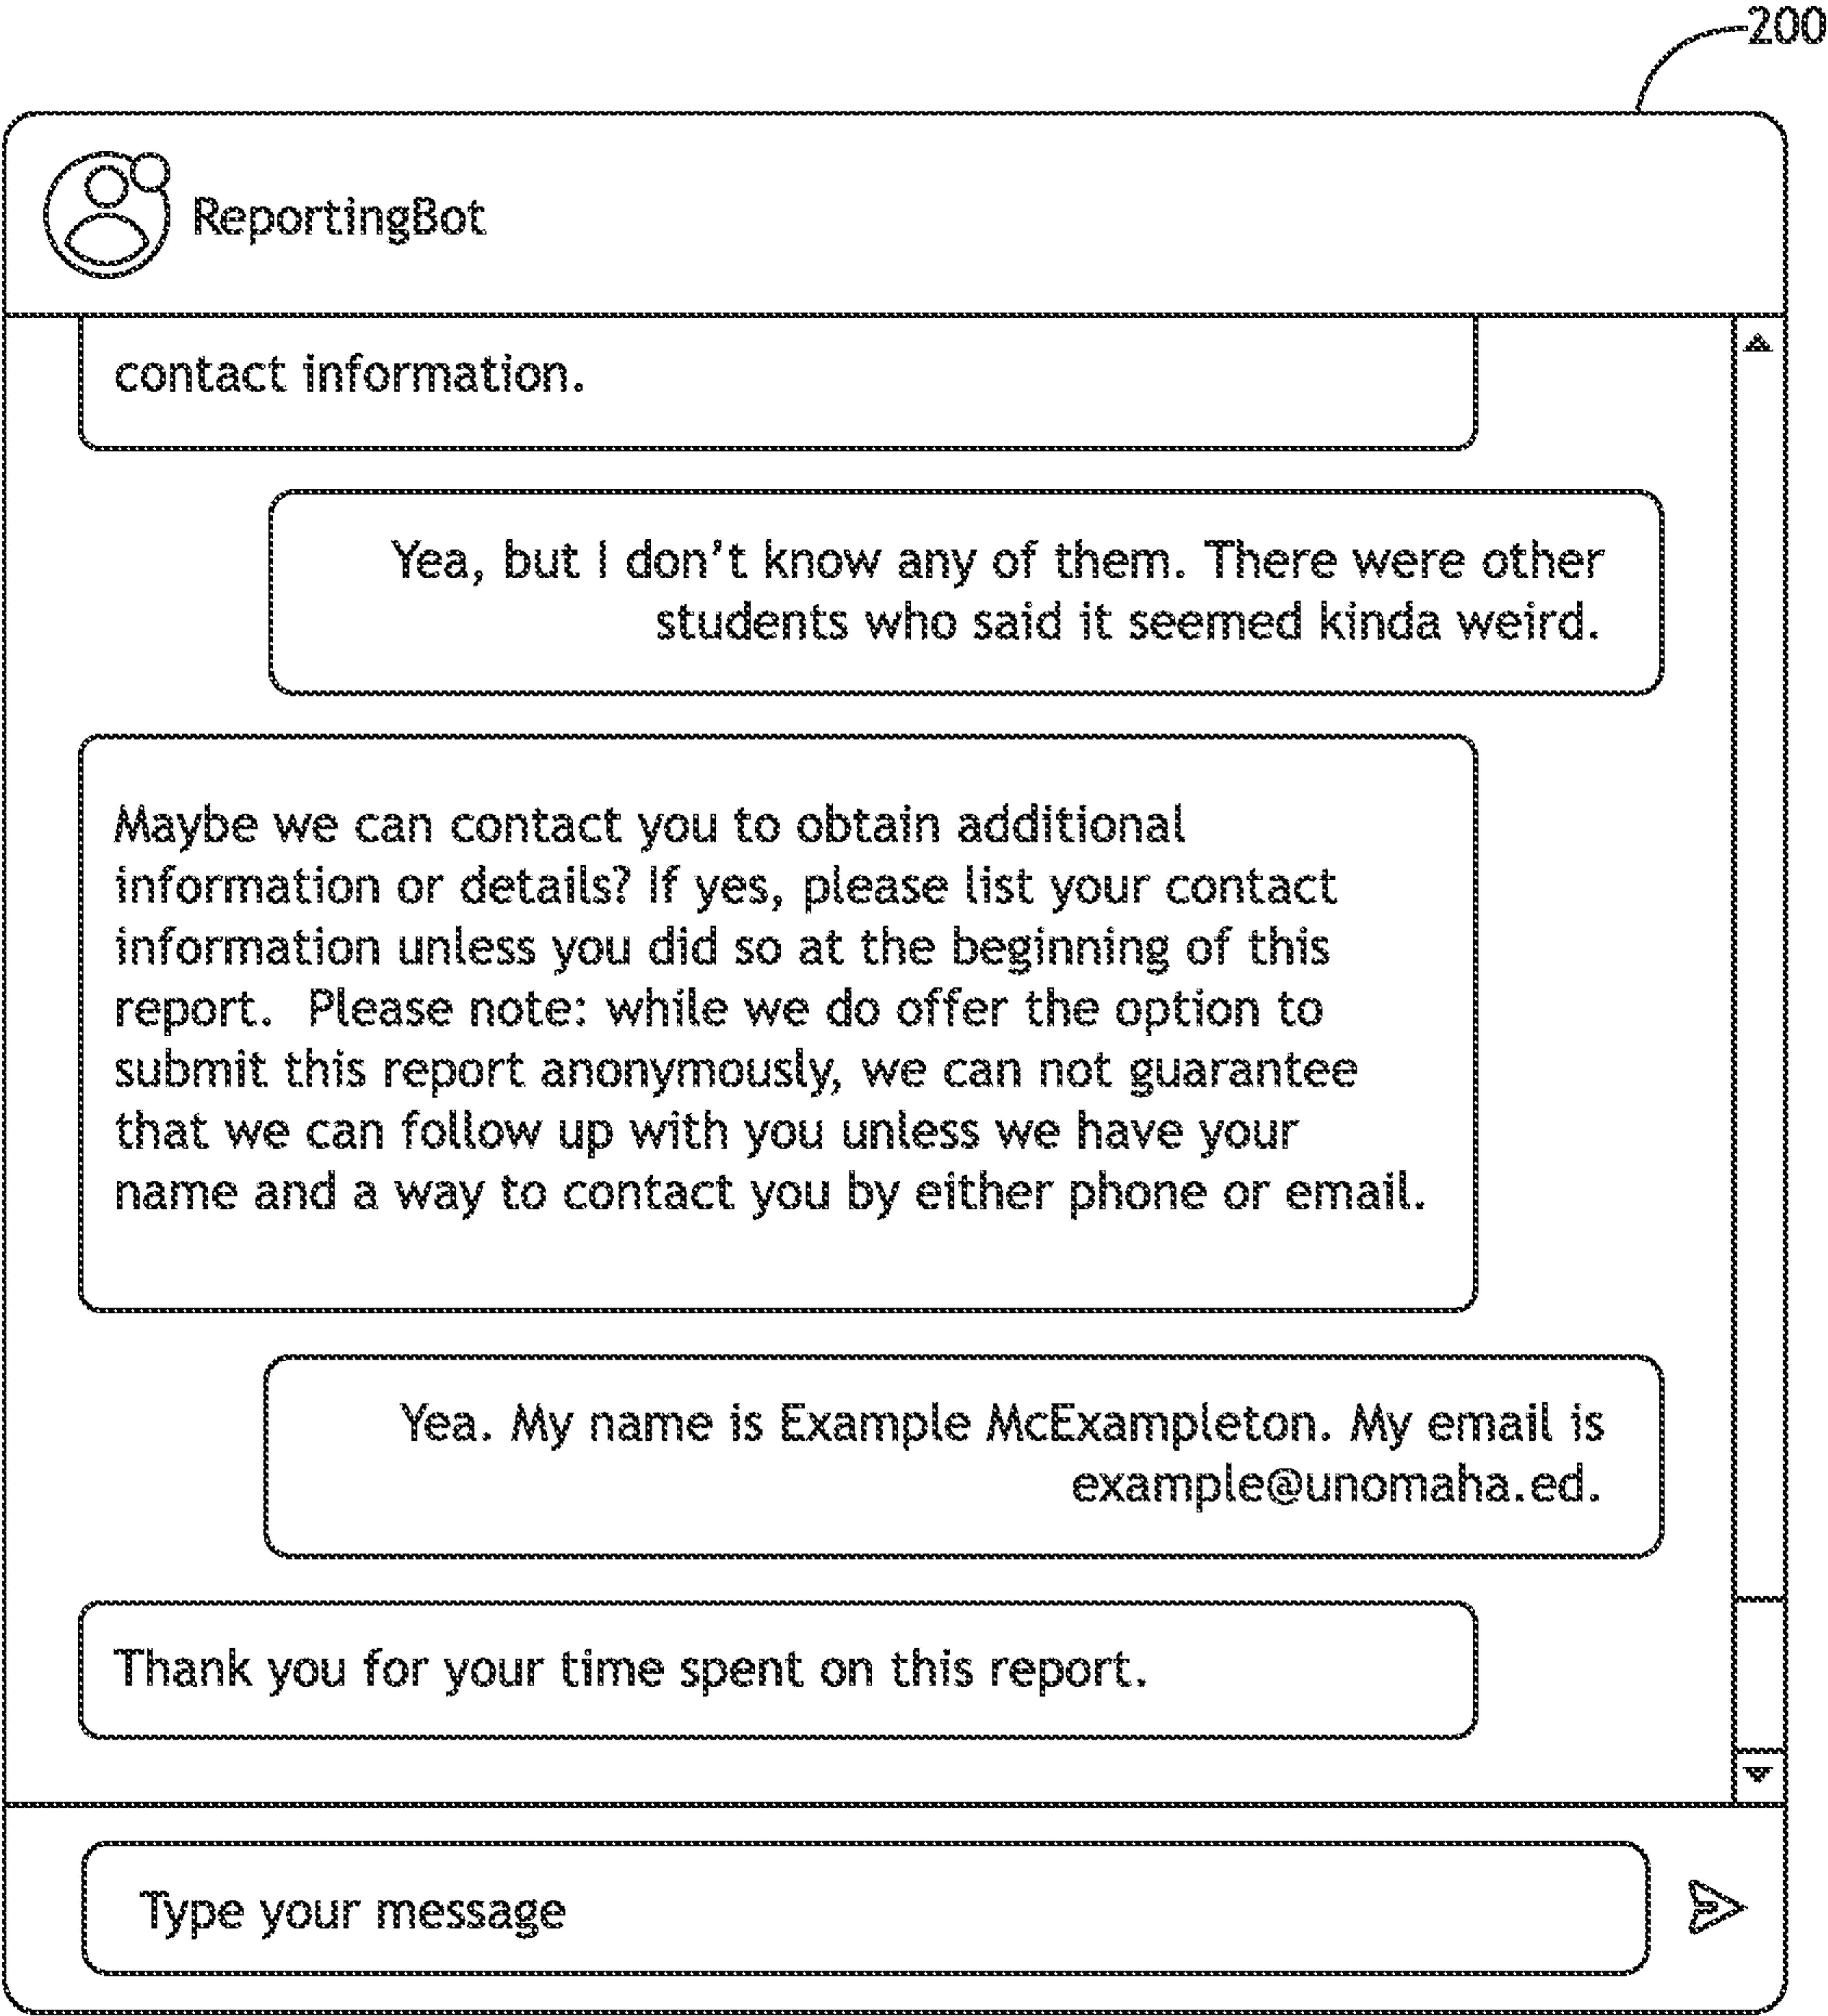 200
ReportingBot
contact information.
Yea, but I don't know any of them. There were other
students who said it seemed kinda weird.
Maybe we can contact you to obtain additional
information or details? If yes, please list your contact
information unless you did so at the beginning of this
report.  Please note: while we do offer the option to
submit this report anonymously, we can not guarantee
that we can follow up with you unless we have your
name and a way to contact you by either phone or email.
Yea. My name is Example McExampleton. My email is
example@unomaha.ed.
Thank you for your time spent on this report.
Type your message